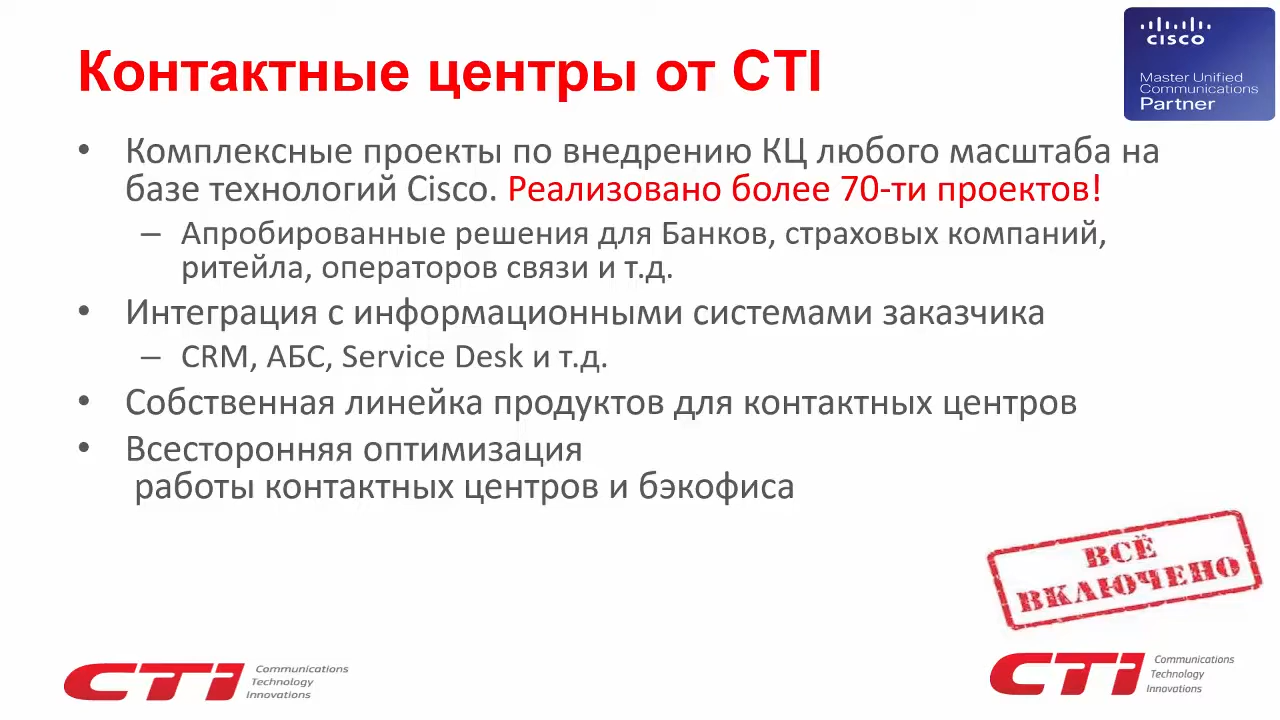 Контактные центры от CTI
CISCO
Master Unified
Communications
Partner
• Комплексные проекты по внедрению КЦ любого масштаба на
базе технологий Cisco. Реализовано более 70-ти проектов!
– Апробированные решения для Банков, страховых компаний,
ритейла, операторов связи и т.д.
• Интеграция с информационными системами заказчика
– CRM, АБС, Service Desk и т.д.
• Собственная линейка продуктов для контактных центров
• Всесторонняя оптимизация
работы контактных центров и бэкофиса
ВСЁ
ВКЛЮЧЕНО
CTI
Communications
Technology
Innovations
CTI
Communications
Technology
Innovations